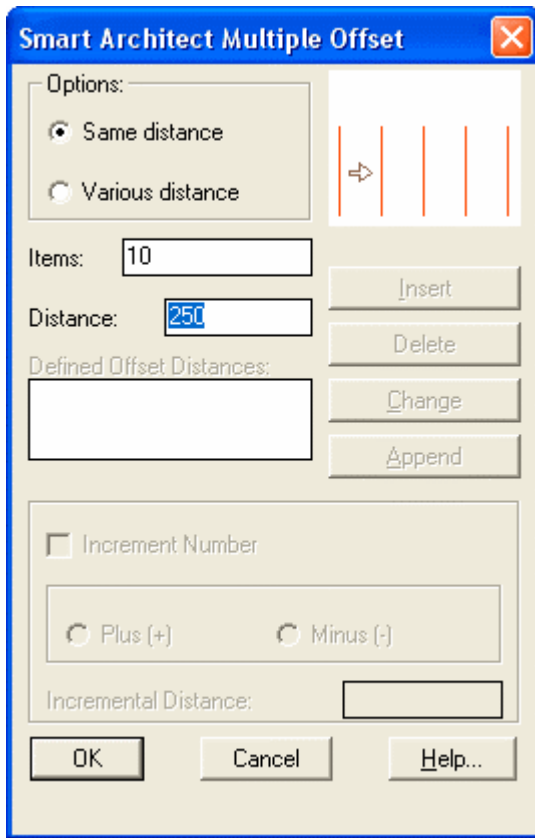 Smart Architect Multiple Offset
Options:
Same distance
Various distance
Items: 10
Distance: 250
Defined Offset Distances:
Insert
Delete
Change
Append
Increment Number
Plus (+)
Minus (-)
Incremental Distance:
OK
Cancel
Help...